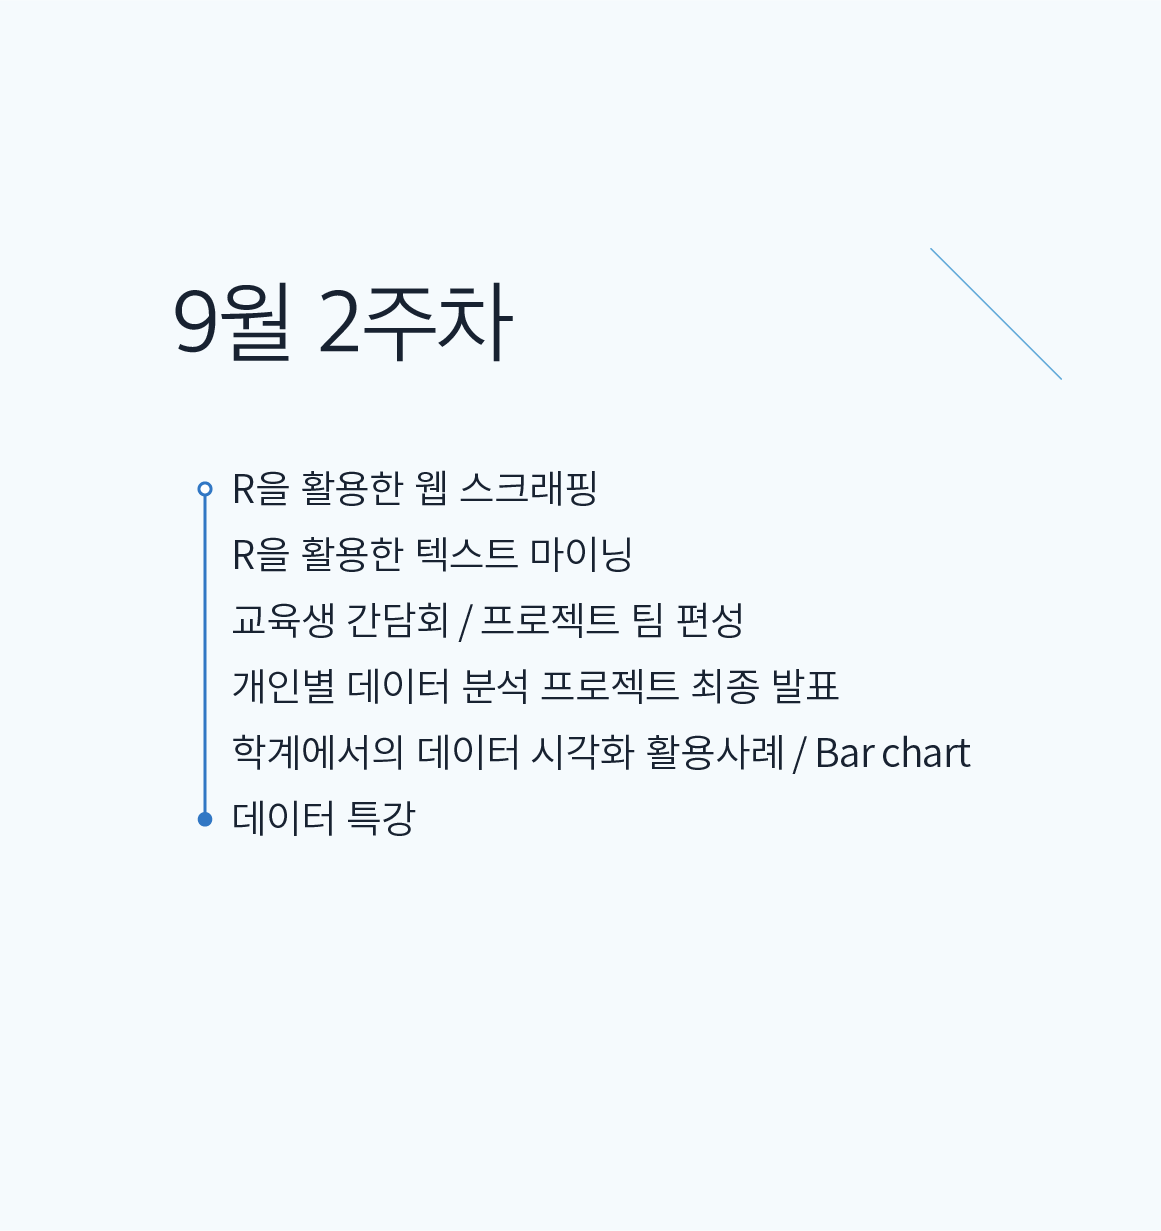 9월 2주차
R을 활용한 웹 스크래핑
R을 활용한 텍스트 마이닝
교육생 간담회 / 프로젝트 팀 편성
개인별 데이터 분석 프로젝트 최종 발표
학계에서의 데이터 시각화 활용사례 / Bar chart
데이터 특강